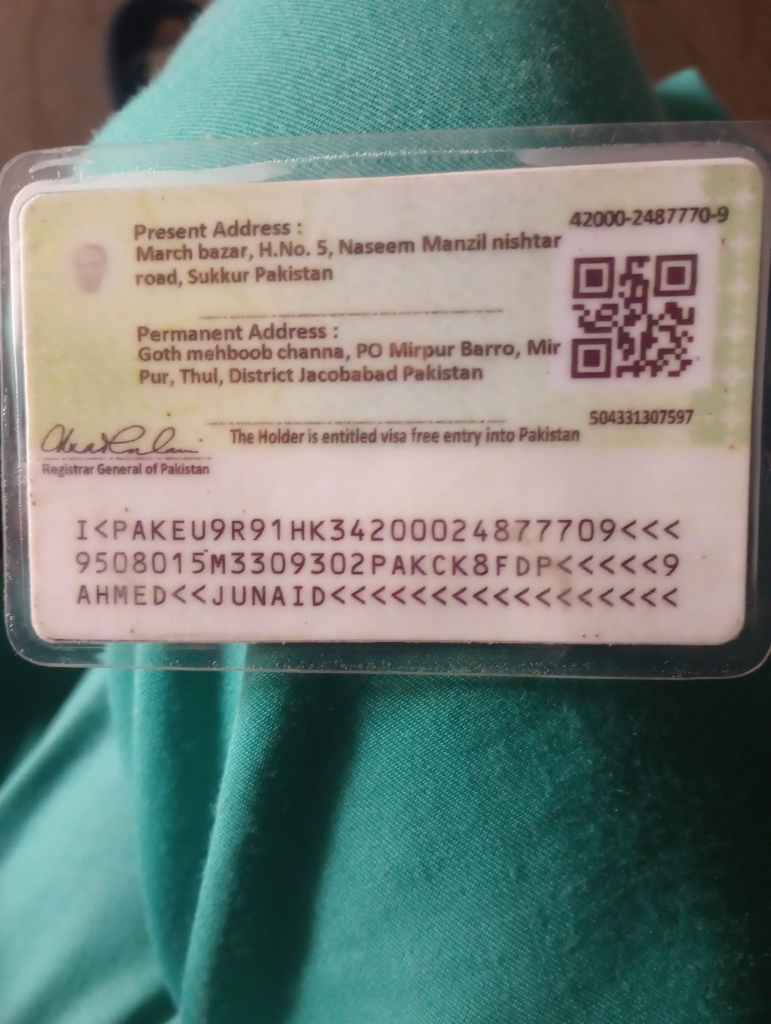 42000-2487770-9
Present Address :
March bazar, H.No. 5, Naseem Manzil nishtar
road, Sukkur Pakistan
Permanent Address :
Goth mehboob channa, PO Mirpur Barro, Mir
Pur, Thul, District Jacobabad Pakistan
504331307597
The Holder is entitled visa free entry into Pakistan
Registrar General of Pakistan
I<PAKEU9R91HK34200024877709<<<
9508015M3309302PAKCK8FDP<<<<<9
AHMED<<JUNAID<<<<<<<<<<<<<<<<<